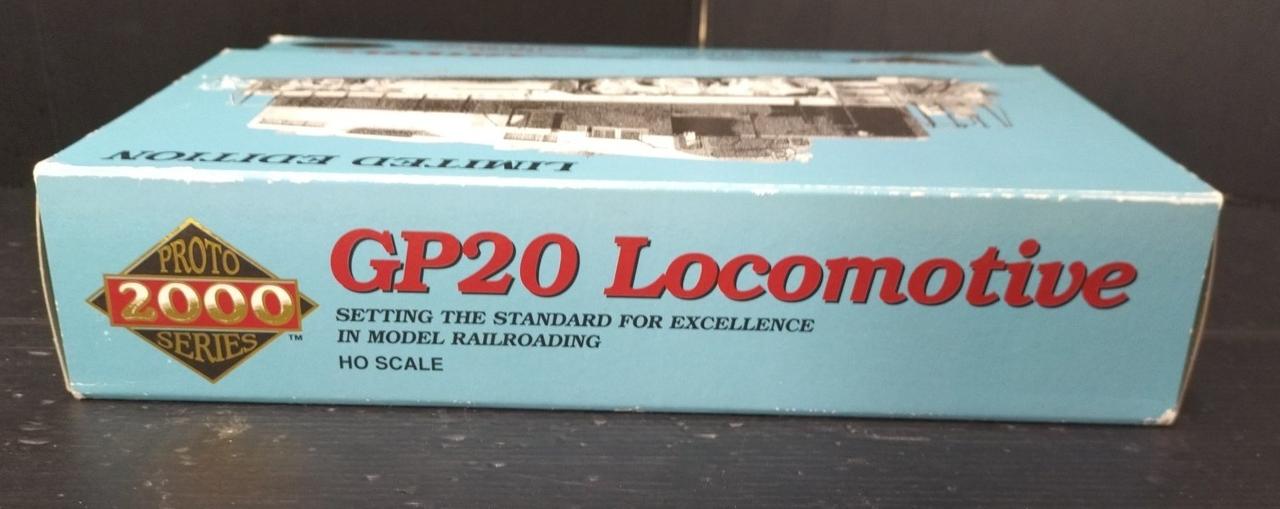 LIMITED EDITION
PROTO
2000
SERIES ™
GP20 Locomotive
SETTING THE STANDARD FOR EXCELLENCE
IN MODEL RAILROADING
HO SCALE